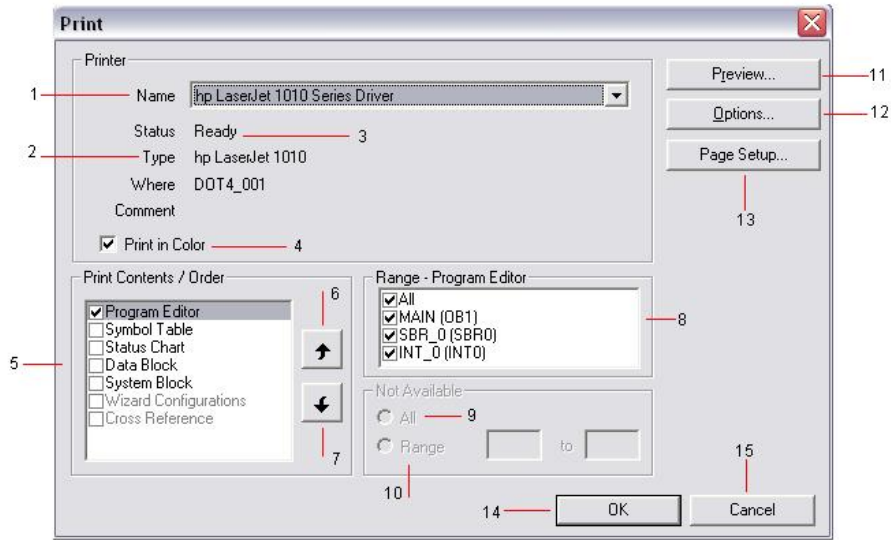 Print
Printer
1
Name hp LaserJet 1010 Series Driver
Status Ready
3
2
Type hp LaserJet 1010
Where DOT4_001
Comment
Print in Color
4
Preview...
11
Options...
12
Page Setup...
13
Print Contents / Order
5
Program Editor
Symbol Table
Status Chart
Data Block
System Block
Wizard Configurations
Cross Reference
6
7
Range - Program Editor
All
MAIN (OB1)
SBR_0 (SBR0)
INT_0 (INT0)
8
Not Available
All
9
Range to
10
14
OK
15
Cancel